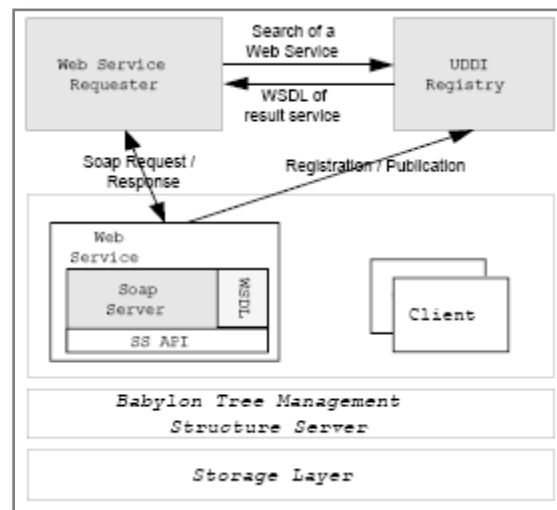 Search of a
Web Service
Web Service
Requester
UDDI
Registry
WSDL of
result service
Soap Request /
Response
Registration / Publication
Web
Service
Soap
Server
WSDL
SS API
Client
Babylon Tree Management
Structure Server
Storage Layer